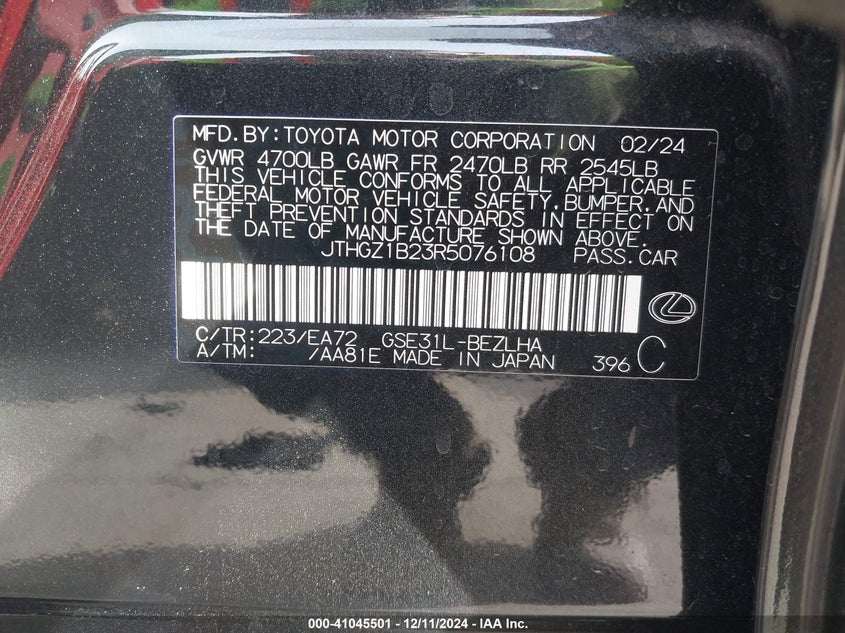 MFD.BY:TOYOTA MOTOR CORPORATION 02/24
GVWR 4700LB GAWR FR 2470LB RR 2545LB
THIS VEHICLE CONFORMS TO ALL APPLICABLE
FEDERAL MOTOR VEHICLE SAFETY,BUMPER,AND
THEFT PREVENTION STANDARDS IN EFFECT ON
THE DATE OF MANUFACTURE SHOWN ABOVE.
JTHGZ1B23R5076108 PASS.CAR
C/TR:223/EA72 GSE31L-BEZLHA
A/TM: /AA81E MADE IN JAPAN 396 C
000-41045501 - 12/11/2024 - IAA Inc.